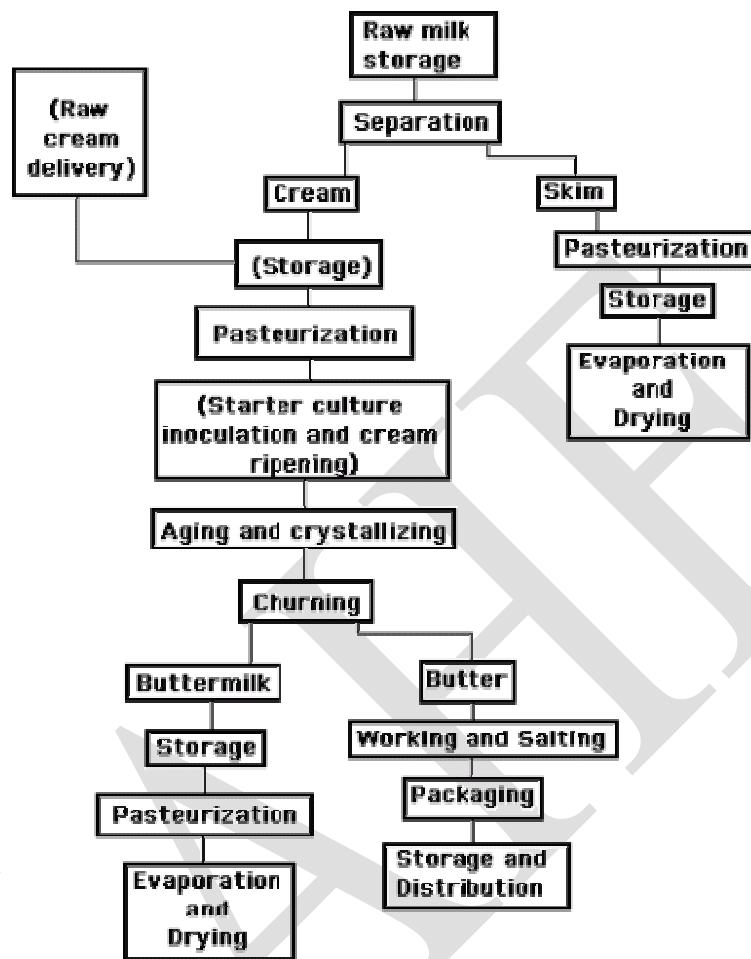 Raw milk
storage
(Raw
cream
delivery)
Separation
Cream
Skim
(Storage)
Pasteurization
Storage
Evaporation
and
Drying
Pasteurization
(Starter culture
inoculation and cream
ripening)
Aging and crystallizing
Churning
Buttermilk
Butter
Storage
Working and Salting
Pasteurization
Packaging
Evaporation
and
Drying
Storage and
Distribution